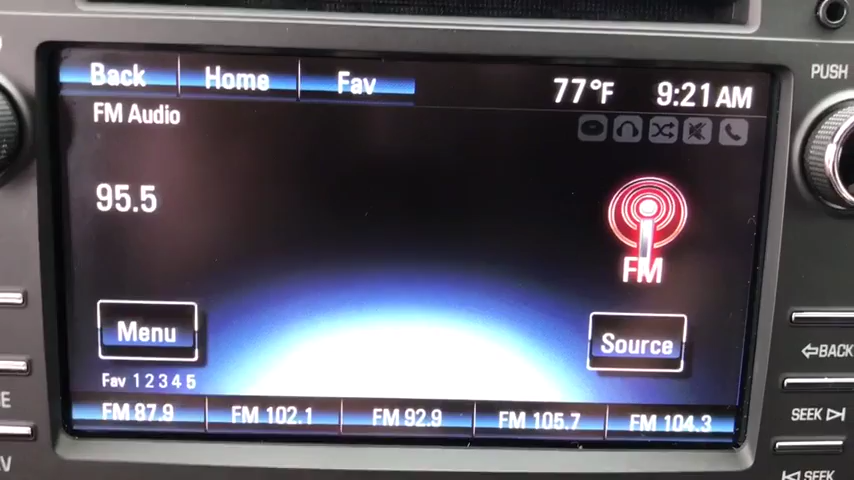 PUSH
Back Home Fav 77°F 9:21 AM
FM Audio
95.5
FM
Menu Source
BACK
Fav 1 2 3 4 5
FM 87.9 FM 102.1 FM 92.9 FM 105.7 FM 104.3
SEEK
SEEK